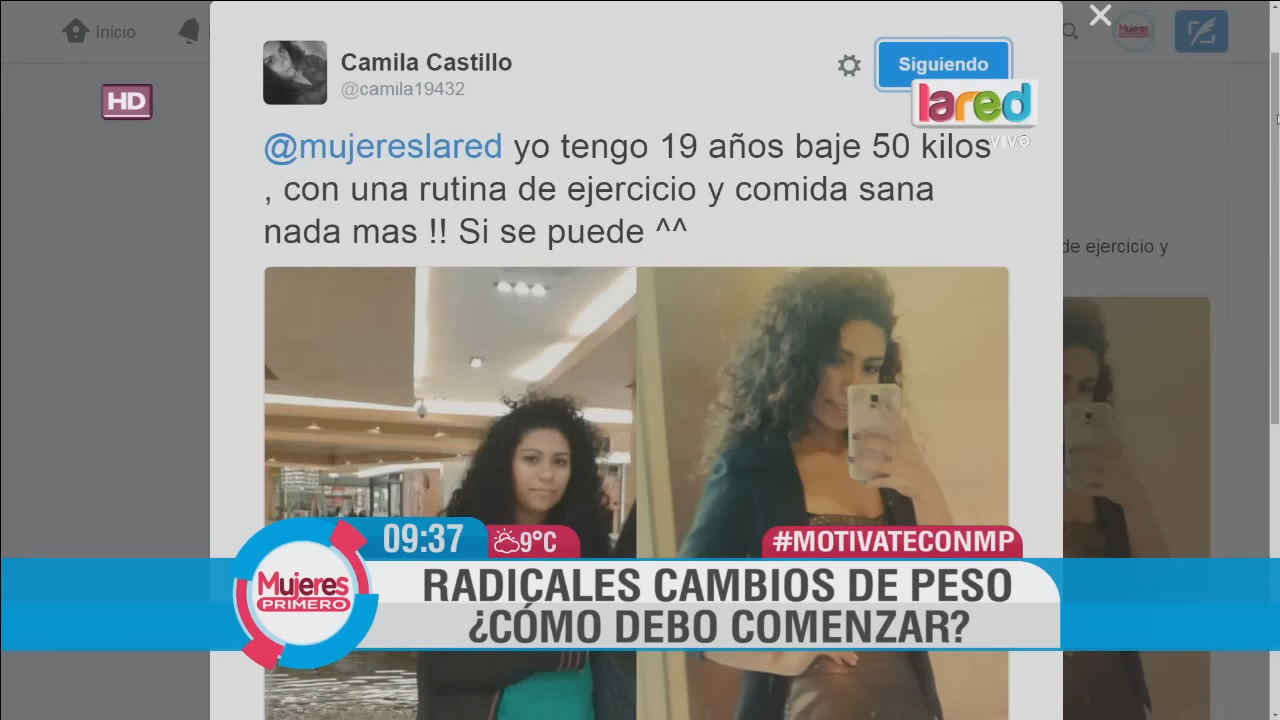 Inicio
HD
Camila Castillo
@camila19432
Siguiendo
lared
VIVO
@mujereslared yo tengo 19 años baje 50 kilos
, con una rutina de ejercicio y comida sana
nada mas !! Si se puede ^^
de ejercicio y
09:37
9°C
#MOTIVATECONMP
Mujeres
PRIMERO
RADICALES CAMBIOS DE PESO
¿CÓMO DEBO COMENZAR?